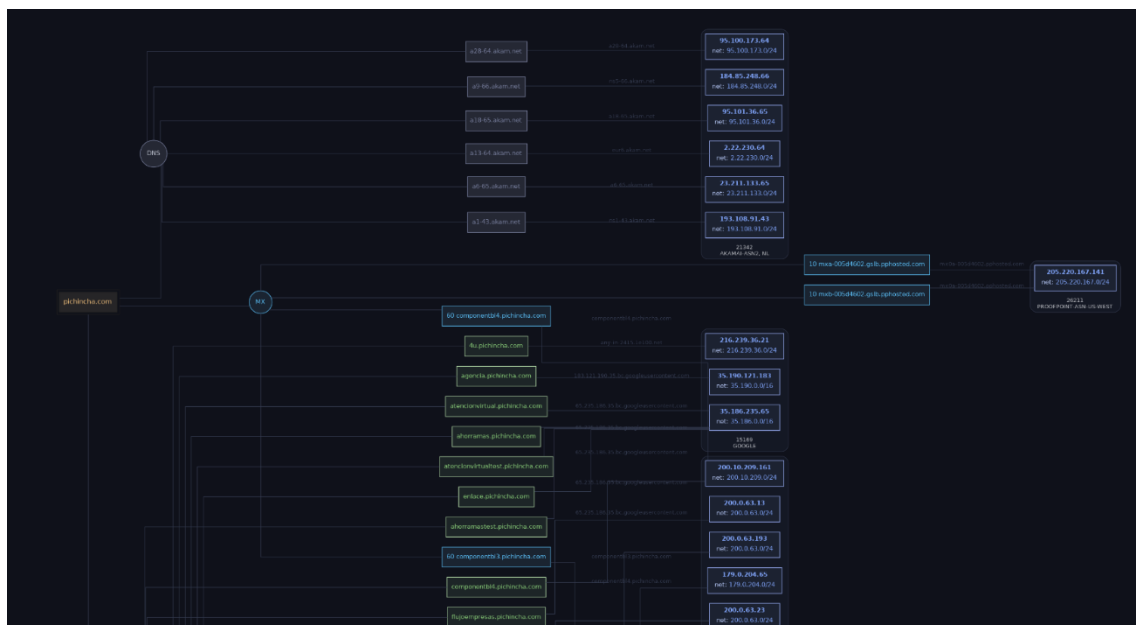 a28-64.akam.net
95.100.173.64
net: 95.100.173.0/24
a9-66.akam.net
184.85.248.66
net: 184.85.248.0/24
a18-65.akam.net
95.101.36.65
net: 95.101.36.0/24
DNS
a13-64.akam.net
2.22.230.64
net: 2.22.230.0/24
a6-65.akam.net
23.211.133.65
net: 23.211.133.0/24
a1-43.akam.net
193.108.91.43
net: 193.108.91.0/24
21342
AKAMAI-ASN2, NL
10 mxa-005d4602.gslb.pphosted.com
205.220.167.141
net: 205.220.167.0/24
26211
PROOFPOINT-ASN-US-WEST
pichincha.com
MX
10 mxb-005d4602.gslb.pphosted.com
60 componentbl4.pichincha.com
4u.pichincha.com
216.239.36.21
net: 216.239.36.0/24
agencia.pichincha.com
35.190.121.183
net: 35.190.0.0/16
atencionvirtual.pichincha.com
35.186.235.65
net: 35.186.0.0/16
ahorramas.pichincha.com
15169
GOOGLE
atencionvirtualtest.pichincha.com
200.10.209.161
net: 200.10.209.0/24
enlace.pichincha.com
200.0.63.13
net: 200.0.63.0/24
ahorramastest.pichincha.com
200.0.63.193
net: 200.0.63.0/24
60 componentbl3.pichincha.com
componentbl4.pichincha.com
179.0.204.65
net: 179.0.204.0/24
flujoempresas.pichincha.com
200.0.63.23
net: 200.0.63.0/24